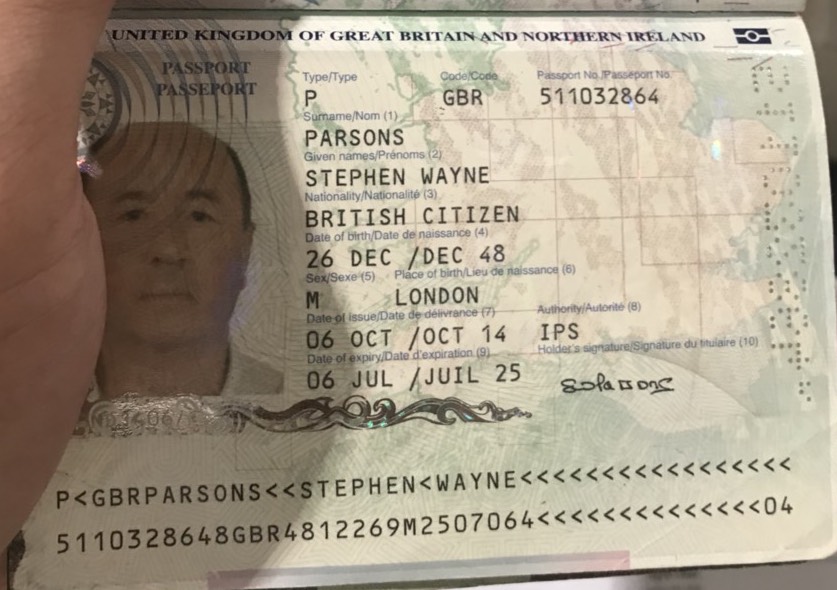 UNITED KINGDOM OF GREAT BRITAIN AND NORTHERN IRELAND
PASSPORT
PASSEPORT
Type/Type Code/Code Passport No./Passeport No.
P GBR 511032864
Surname/Nom (1)
PARSONS
Given names/Prénoms (2)
STEPHEN WAYNE
Nationality/Nationalité (3)
BRITISH CITIZEN
Date of birth/Date de naissance (4)
26 DEC /DEC 48
Sex/Sexe (5) Place of birth/Lieu de naissance (6)
M LONDON
Date of issue/Date de délivrance (7) Authority/Autorité (8)
06 OCT /OCT 14 IPS
Date of expiry/Date d'expiration (9) Holder's signature/Signature du titulaire (10)
06 JUL /JUIL 25
P<GBRPARSONS<<STEPHEN<WAYNE<<<<<<<<<<<<<<<<<
5110328648GBR4812269M2507064<<<<<<<<<<<<<<04